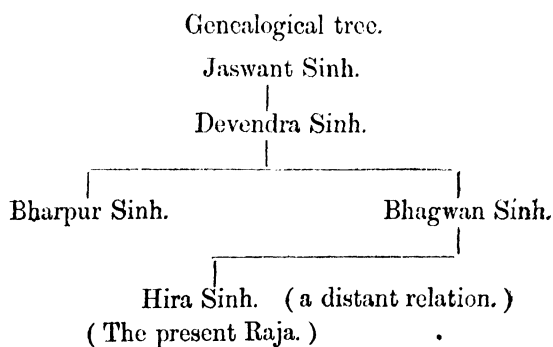 Genealogical tree.
Jaswant Sinh.
Devendra Sinh.
Bharpur Sinh. Bhagwan Sinh.
Hira Sinh. (a distant relation.)
(The present Raja.)